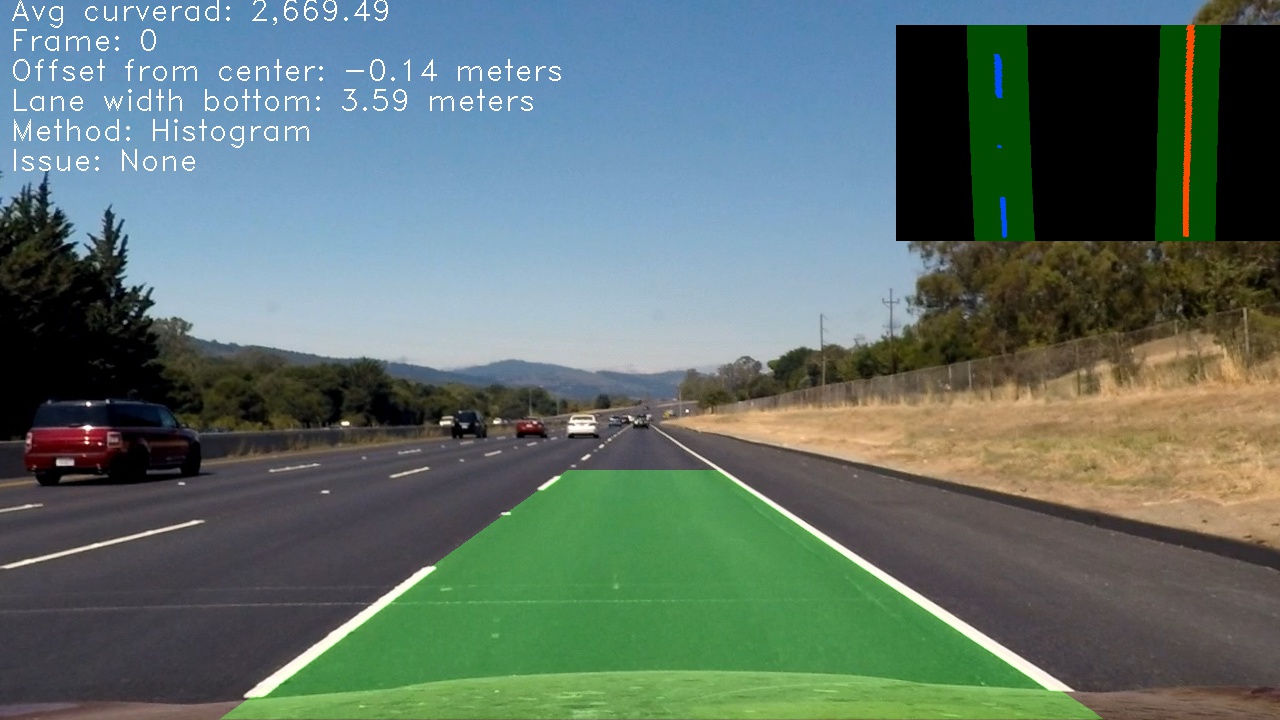 Avg curverad: 2,669.49
Frame: 0
Offset from center: −0.14 meters
Lane width bottom: 3.59 meters
Method: Histogram
Issue: None